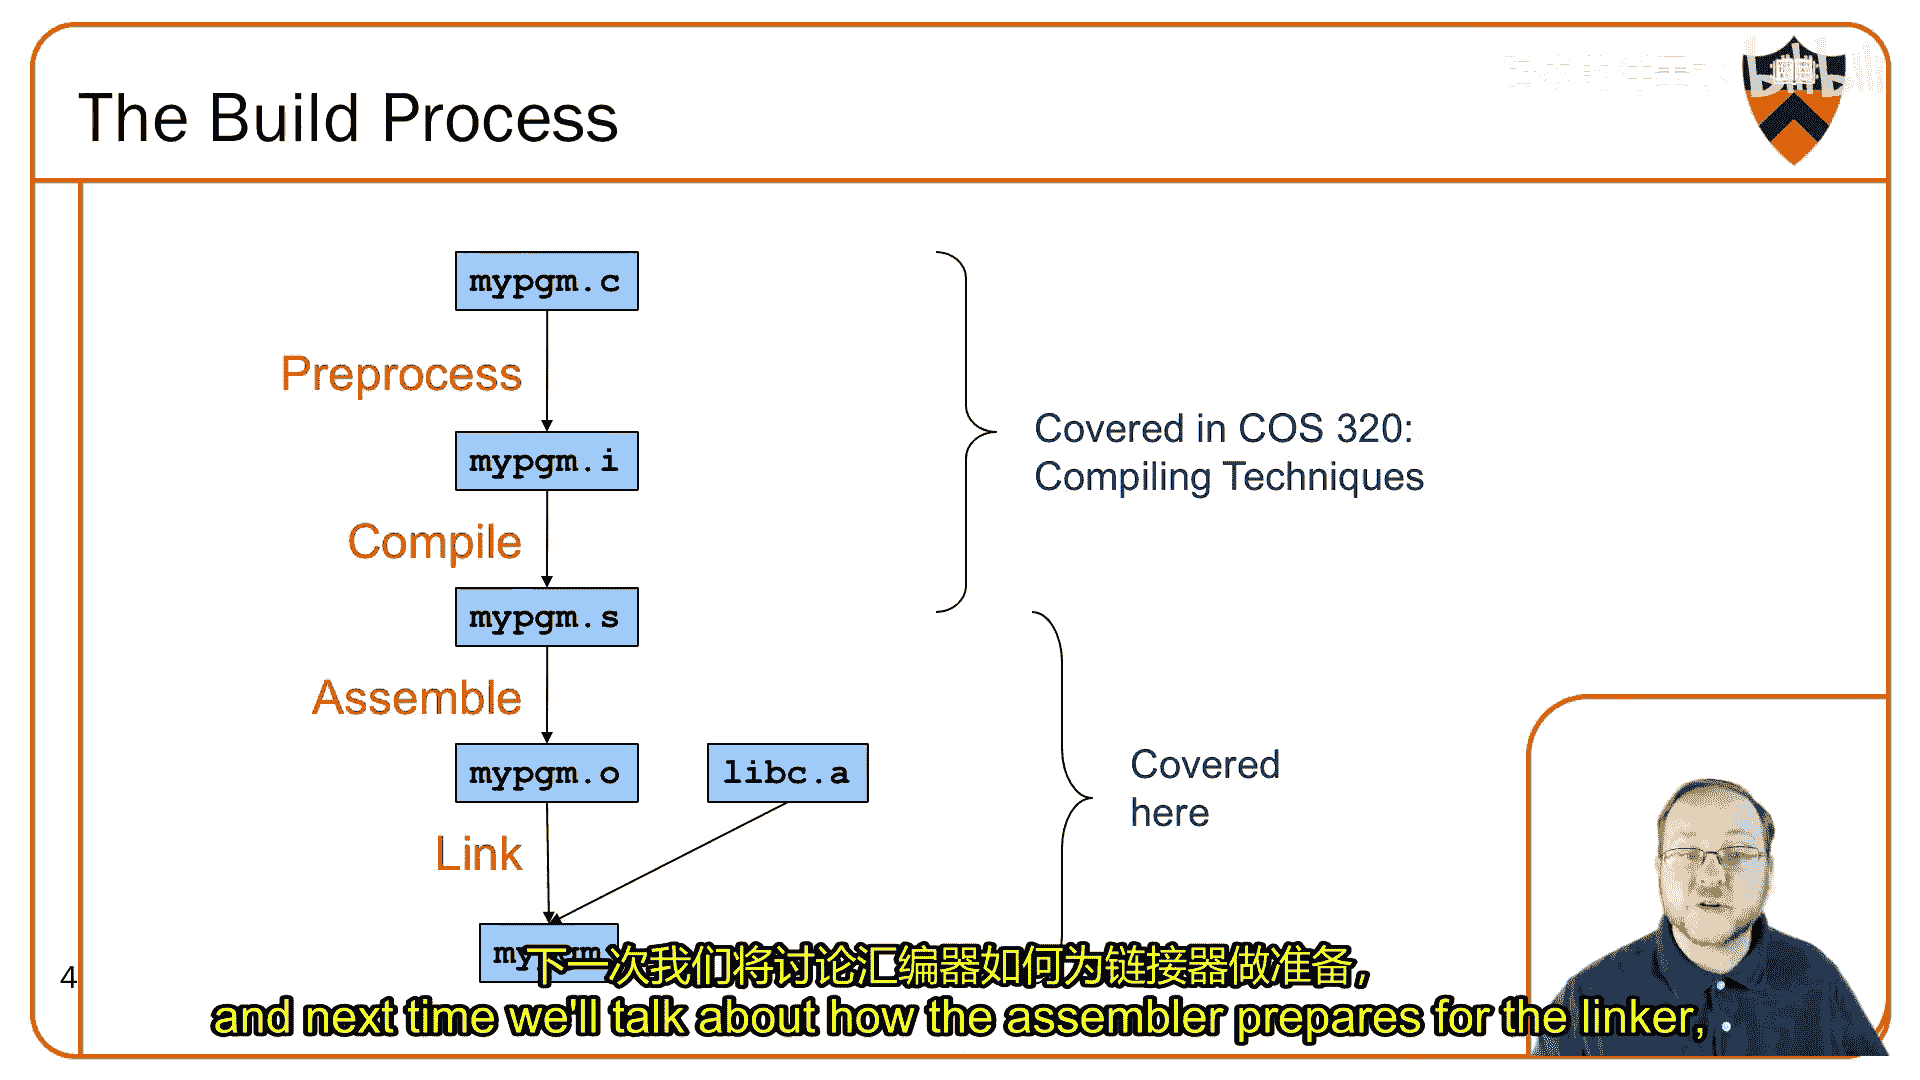 The Build Process
mypgm.c
Preprocess
mypgm.i
Compile
mypgm.s
Assemble
mypgm.o
libc.a
Link
Covered in COS 320:
Compiling Techniques
Covered
here
4
下一次我们将讨论汇编器如何为链接器做准备，
and next time we'll talk about how the assembler prepares for the linker,
bilibili